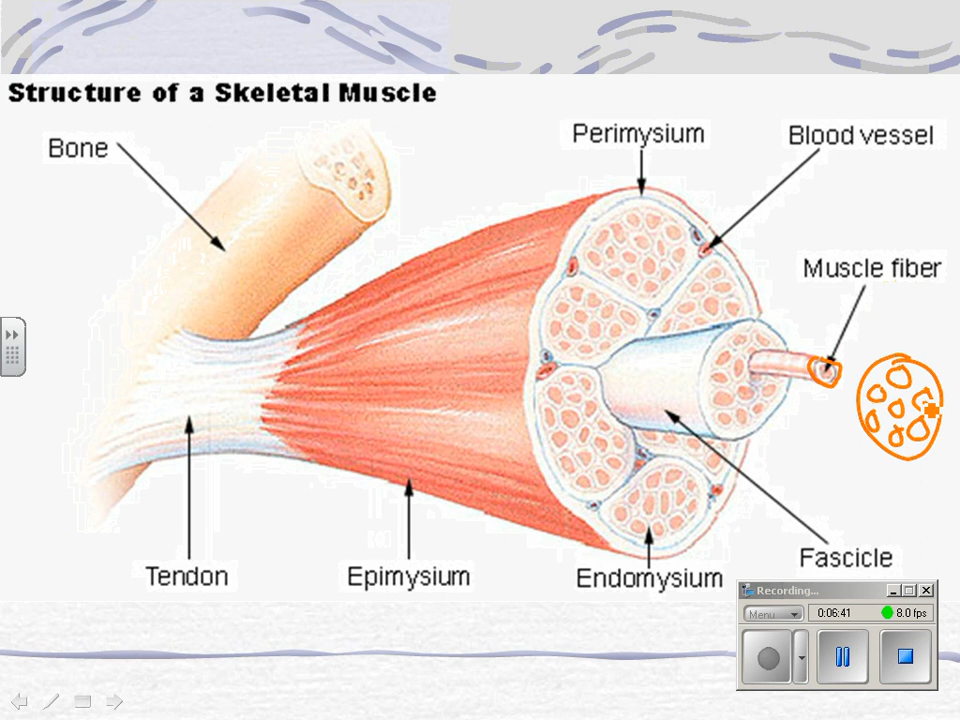 Structure of a Skeletal Muscle
Bone
Perimysium
Blood vessel
Muscle fiber
Tendon
Epimysium
Endomysium
Fascicle
Recording...
Menu
0:06:41
8.0 fps